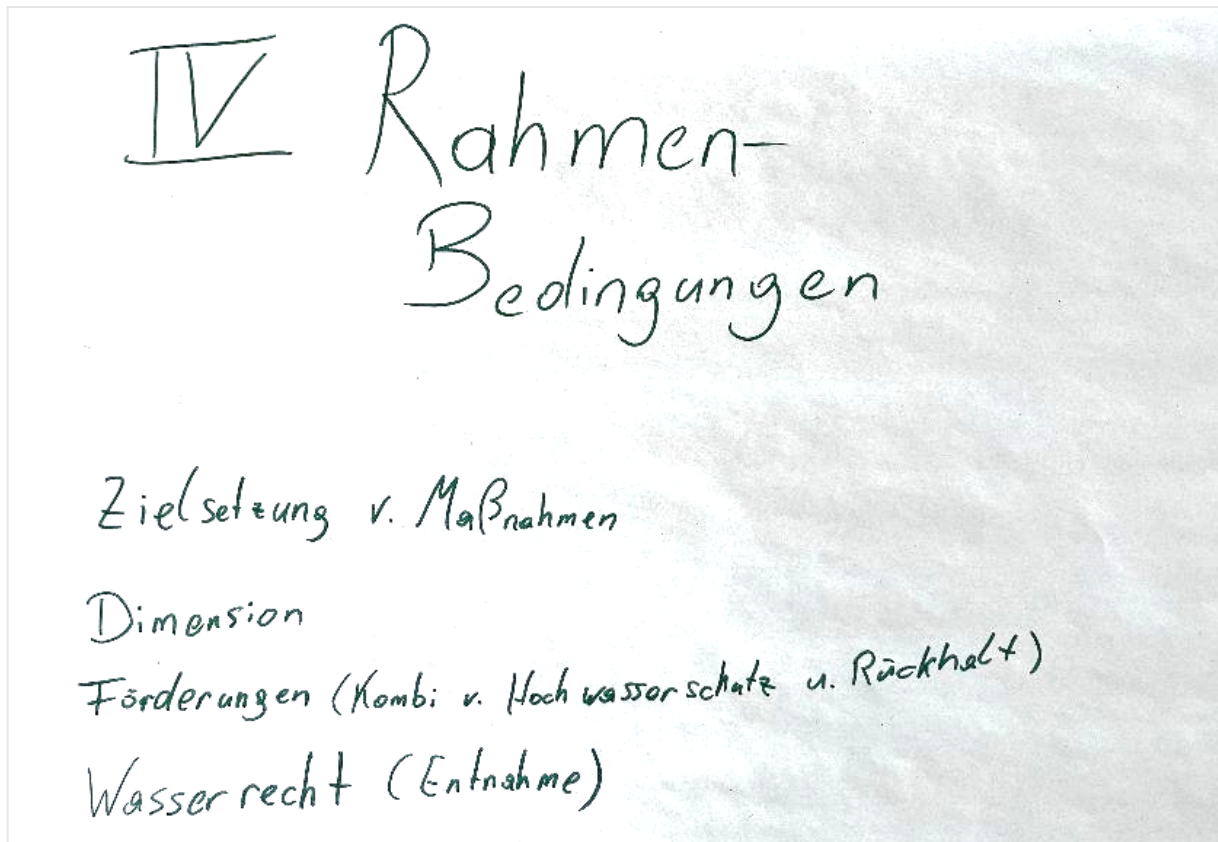 IV Rahmen-
Bedingungen
Zielsetzung v. Maßnahmen
Dimension
Förderungen (Kombi v. Hochwasserschutz u. Rückhalt)
Wasserrecht (Entnahme)